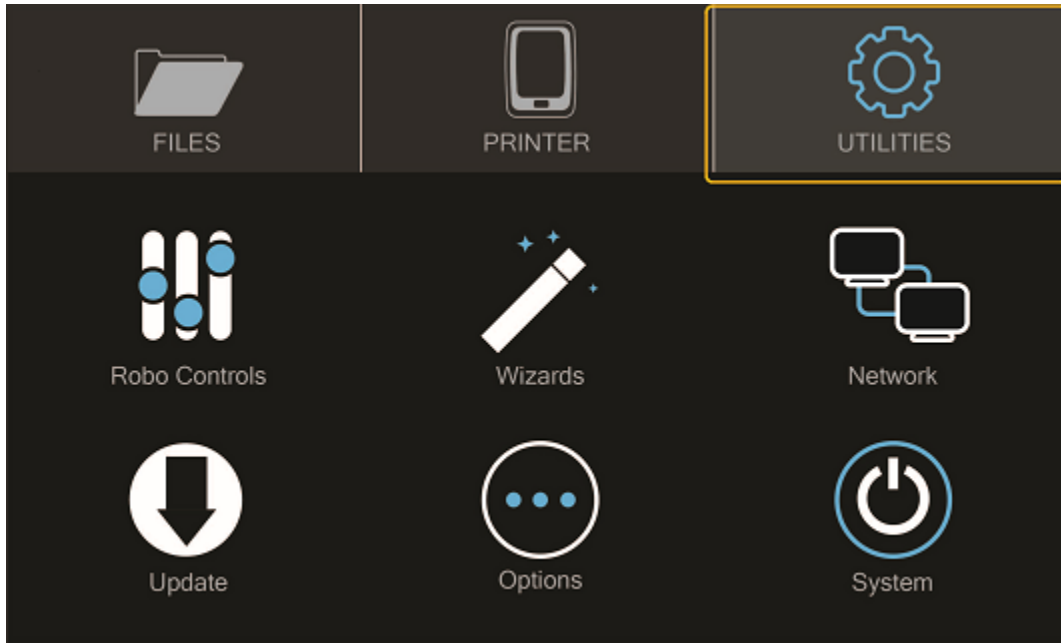 FILES
PRINTER
UTILITIES
Robo Controls
Wizards
Network
Update
Options
System